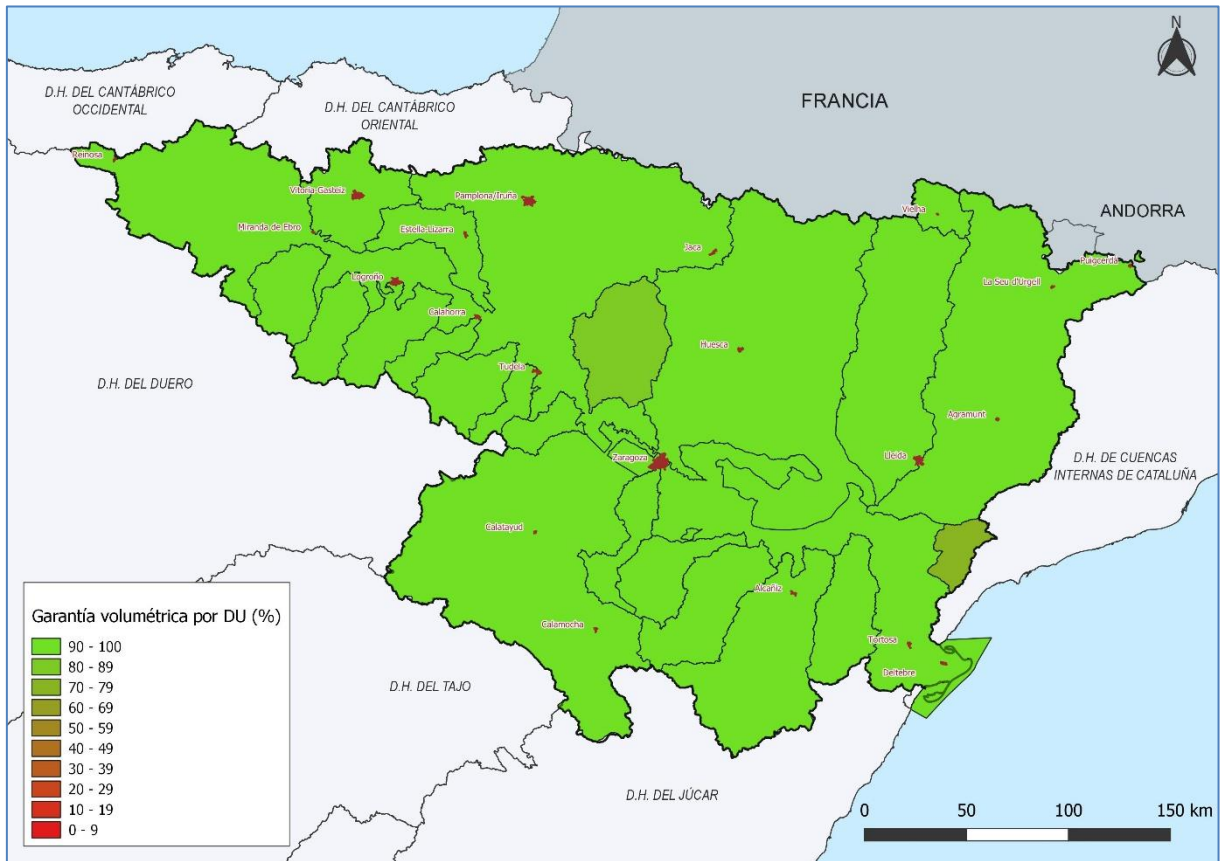 N
D.H. DEL CANTÁBRICO
OCCIDENTAL
D.H. DEL CANTÁBRICO
ORIENTAL
FRANCIA
Reinosa
Vitoria-Gasteiz
Pamplona/Iruña
Vielha
ANDORRA
Miranda de Ebro
Estella-Lizarra
Jaca
Puigcerdà
Logroño
La Seu d'Urgell
Calahorra
Huesca
Tudela
D.H. DEL DUERO
Agramunt
Zaragoza
Lleida
D.H. DE CUENCAS
INTERNAS DE CATALUÑA
Calatayud
Alcañiz
Calamocha
Tortosa
Deltebre
D.H. DEL TAJO
D.H. DEL JÚCAR
Garantía volumétrica por DU (%)
90 - 100
80 - 89
70 - 79
60 - 69
50 - 59
40 - 49
30 - 39
20 - 29
10 - 19
0 - 9
0 50 100 150 km